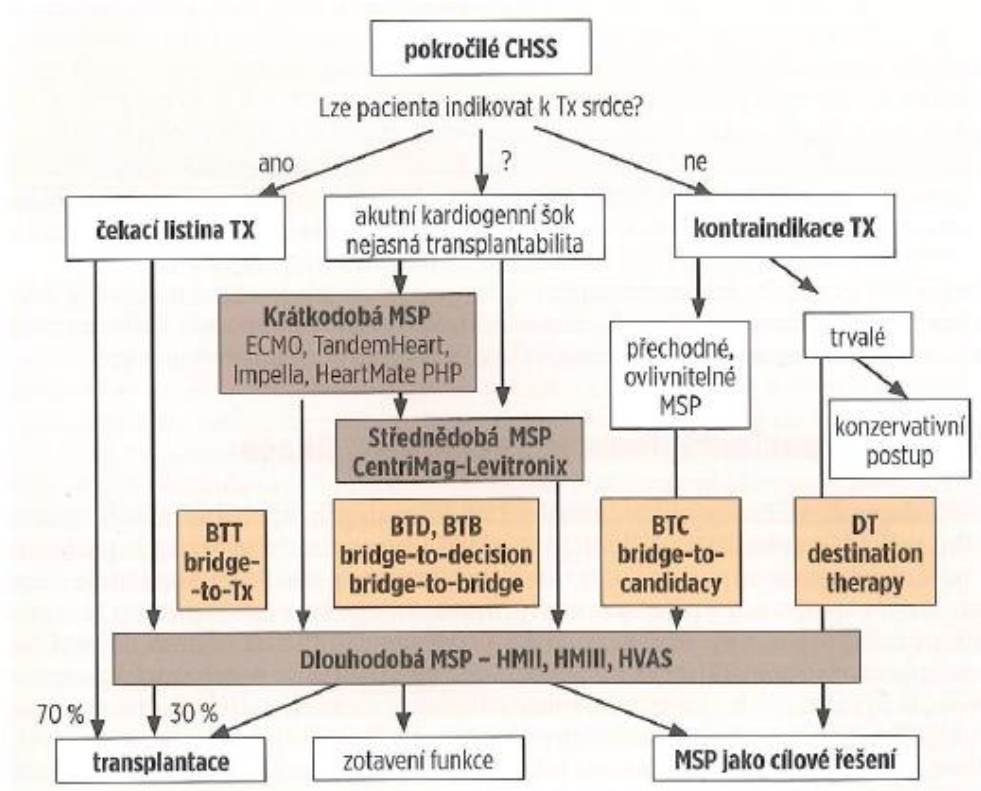 pokročilé CHSS
Lze pacienta indikovat k Tx srdce?
ano
?
ne
čekací listina TX
akutní kardiogenní šok
nejasná transplantabilita
kontraindikace TX
Krátkodobá MSP
ECMO, TandemHeart,
Impella, HeartMate PHP
přechodné,
ovlivnitelné
MSP
trvalé
Střednědobá MSP
CentriMag-Levitronix
konzervativní
postup
BTT
bridge-
-to-Tx
BTD, BTB
bridge-to-decision
bridge-to-bridge
BTC
bridge-to-
candidacy
DT
destination
therapy
Dlouhodobá MSP – HMII, HMIII, HVAS
70 %
30 %
transplantace
zotavení funkce
MSP jako cílové řešení